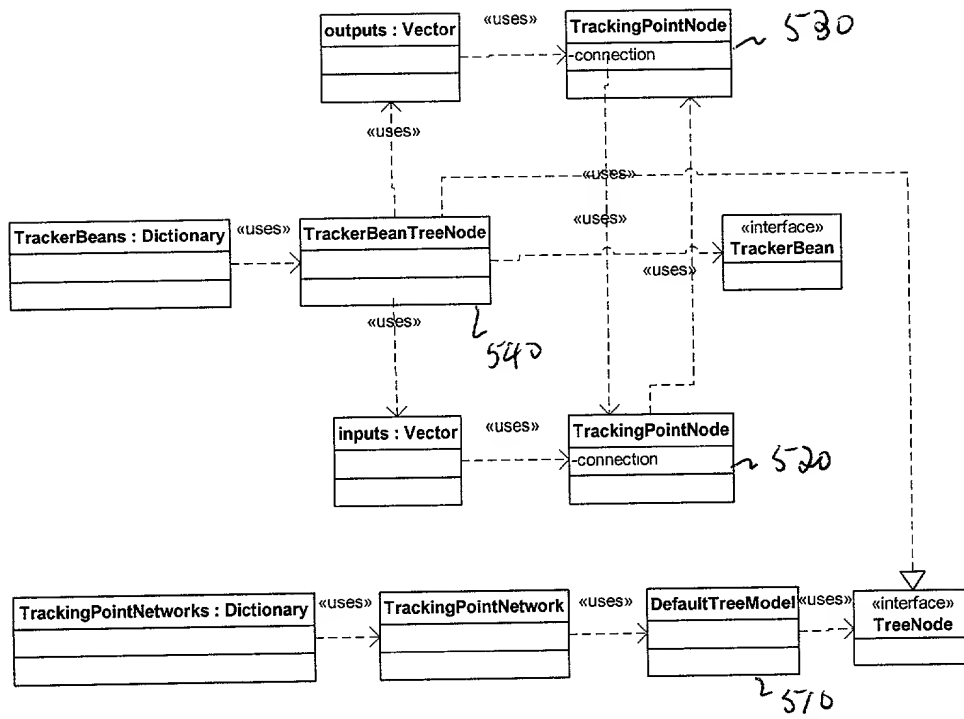 outputs : Vector
«uses»
TrackingPointNode
-connection
530
«uses»
«uses»
TrackerBeans : Dictionary
«uses»
TrackerBeanTreeNode
«uses»
«uses»
«interface»
TrackerBean
«uses»
«uses»
540
inputs : Vector
«uses»
TrackingPointNode
-connection
520
TrackingPointNetworks : Dictionary
«uses»
TrackingPointNetwork
«uses»
DefaultTreeModel
«uses»
«interface»
TreeNode
510